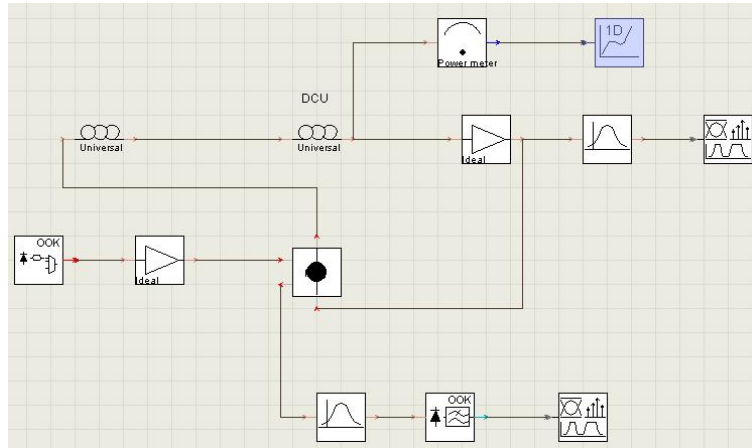 1D
Power meter
DCU
Universal
Universal
Ideal
OOK
Ideal
OOK